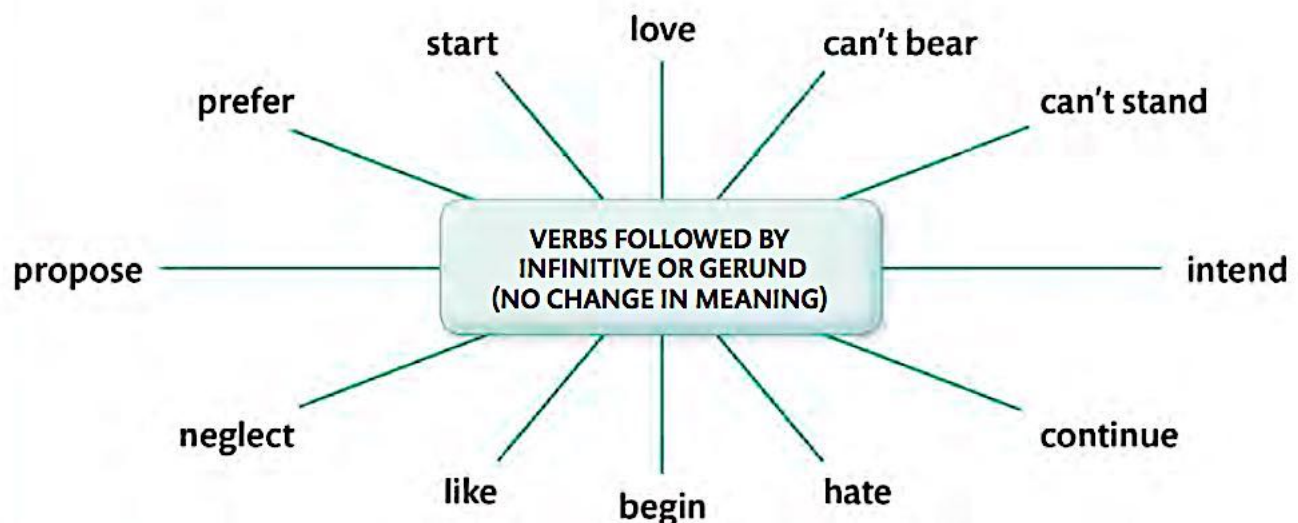 love
start
can't bear
prefer
can't stand
VERBS FOLLOWED BY
INFINITIVE OR GERUND
(NO CHANGE IN MEANING)
propose
intend
neglect
continue
like
begin
hate